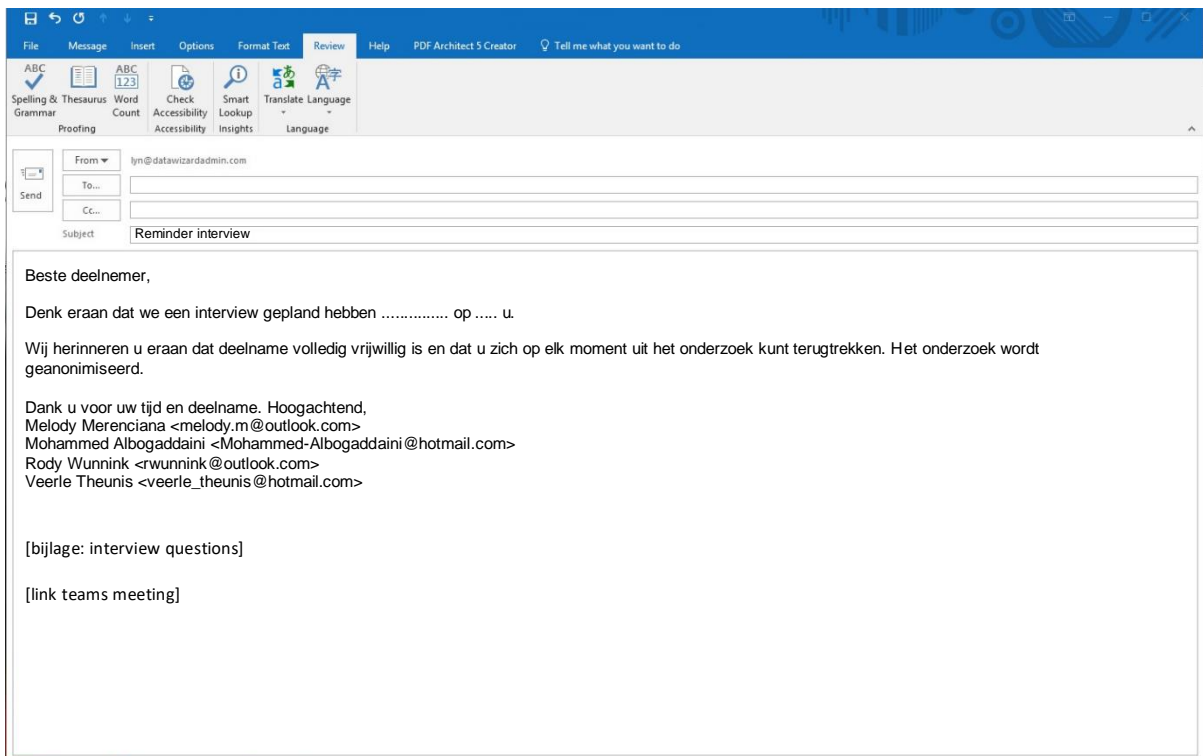 File Message Insert Options Format Text Review Help PDF Architect 5 Creator Tell me what you want to do
ABC ABC
123
Spelling & Thesaurus Word Check Smart Translate Language
Grammar Count Accessibility Lookup
Proofing Accessibility Insights Language
From lyn@datawizardadmin.com
To...
Send
Cc...
Subject Reminder interview
Beste deelnemer,
Denk eraan dat we een interview gepland hebben ............... op ..... u.
Wij herinneren u eraan dat deelname volledig vrijwillig is en dat u zich op elk moment uit het onderzoek kunt terugtrekken. Het onderzoek wordt
geanonimiseerd.
Dank u voor uw tijd en deelname. Hoogachtend,
Melody Merenciana <melody.m@outlook.com>
Mohammed Albogaddaini <Mohammed-Albogaddaini@hotmail.com>
Rody Wunnink <rwunnink@outlook.com>
Veerle Theunis <veerle_theunis@hotmail.com>
[bijlage: interview questions]
[link teams meeting]